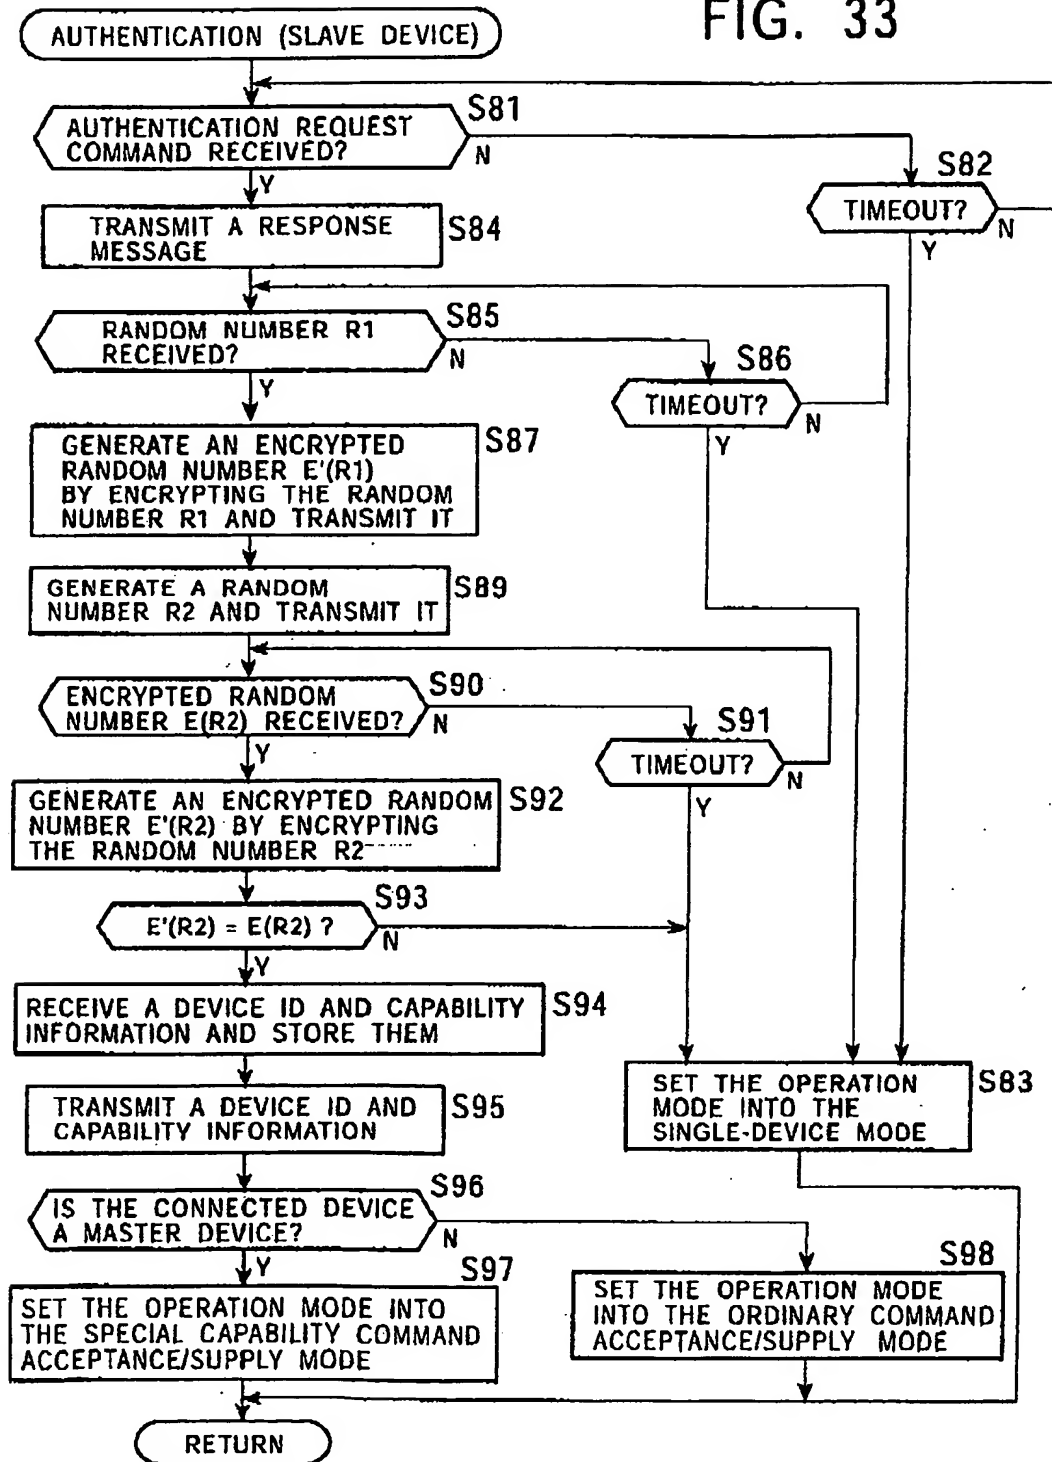 FIG. 33
AUTHENTICATION (SLAVE DEVICE)
S81
AUTHENTICATION REQUEST
COMMAND RECEIVED?
N
Y
S82
TIMEOUT?
N
Y
TRANSMIT A RESPONSE
MESSAGE
S84
S85
RANDOM NUMBER R1
RECEIVED?
N
Y
S86
TIMEOUT?
N
Y
S87
GENERATE AN ENCRYPTED
RANDOM NUMBER E'(R1)
BY ENCRYPTING THE RANDOM
NUMBER R1 AND TRANSMIT IT
S89
GENERATE A RANDOM
NUMBER R2 AND TRANSMIT IT
S90
ENCRYPTED RANDOM
NUMBER E(R2) RECEIVED?
N
Y
S91
TIMEOUT?
N
Y
S92
GENERATE AN ENCRYPTED RANDOM
NUMBER E'(R2) BY ENCRYPTING
THE RANDOM NUMBER R2
S93
E'(R2) = E(R2) ?
N
Y
S94
RECEIVE A DEVICE ID AND CAPABILITY
INFORMATION AND STORE THEM
S83
SET THE OPERATION
MODE INTO THE
SINGLE-DEVICE MODE
S95
TRANSMIT A DEVICE ID AND
CAPABILITY INFORMATION
S96
IS THE CONNECTED DEVICE
A MASTER DEVICE?
N
Y
S97
SET THE OPERATION MODE INTO
THE SPECIAL CAPABILITY COMMAND
ACCEPTANCE/SUPPLY MODE
S98
SET THE OPERATION MODE
INTO THE ORDINARY COMMAND
ACCEPTANCE/SUPPLY MODE
RETURN